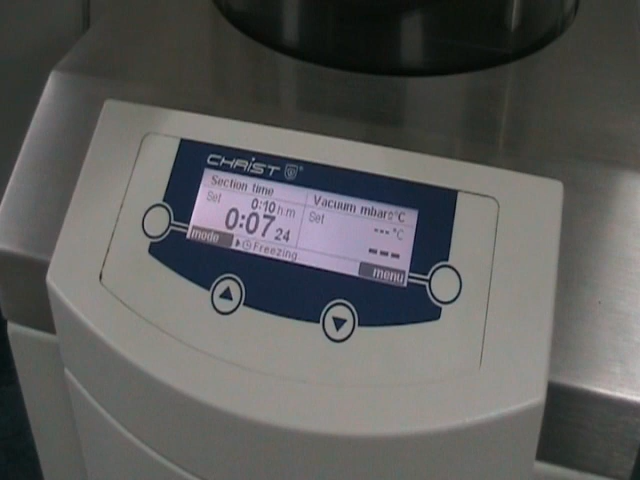 CHRiST
Section time
Set 0:10 h:m
0:07 24
Vacuum mbar:°C
Set --- °C
---
mode
Freezing
menu